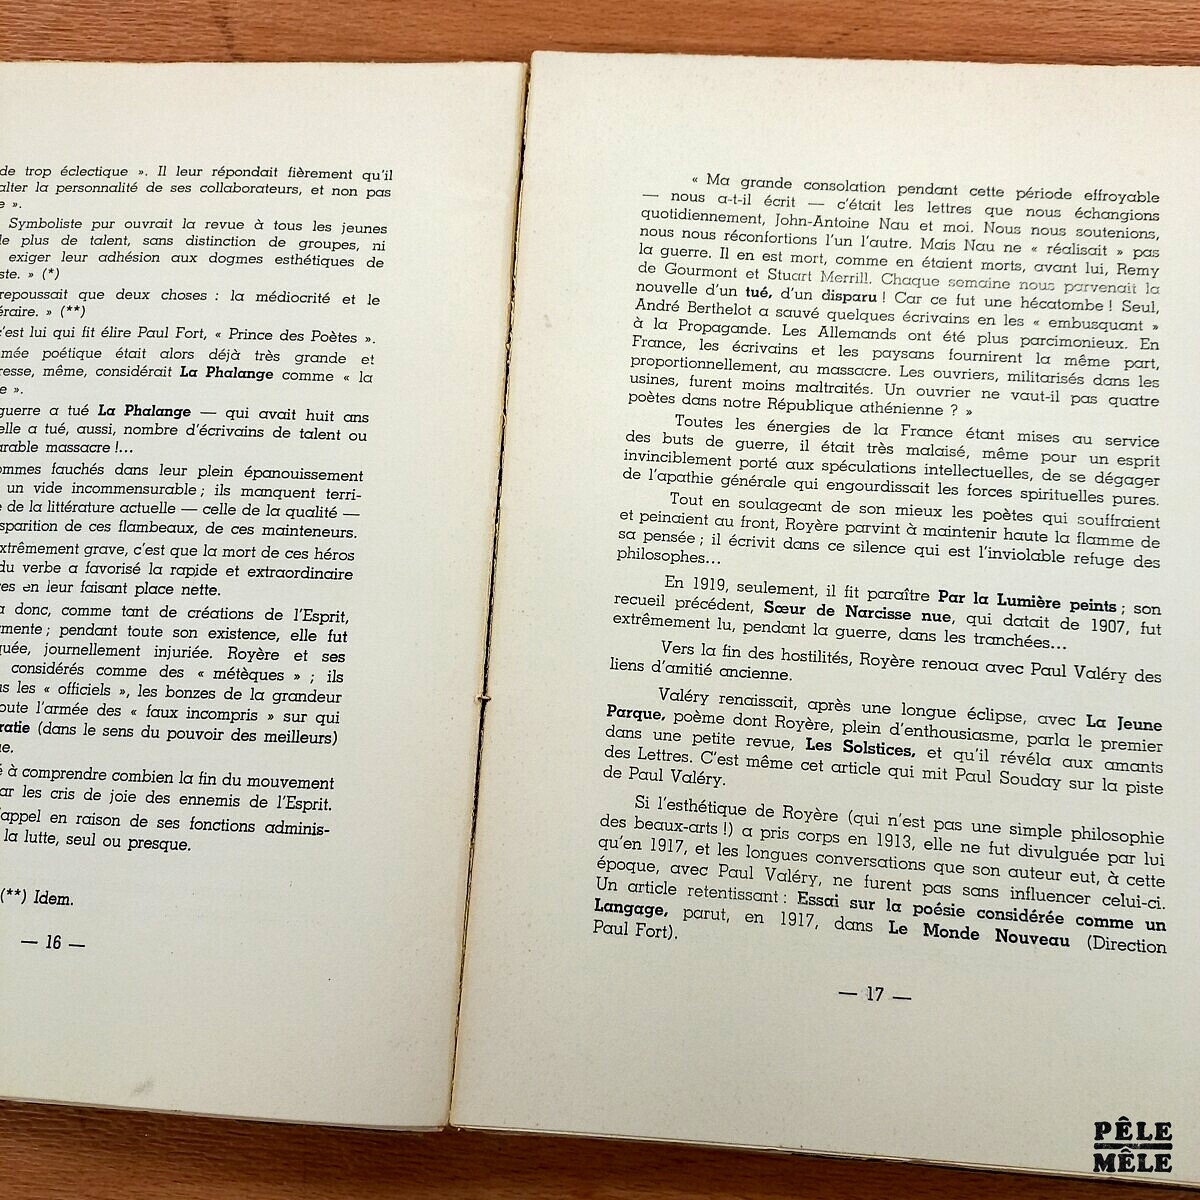 de trop éclectique ». Il leur répondait fièrement qu'il
alter la personnalité de ses collaborateurs, et non pas
e ».
Symboliste pur ouvrait la revue à tous les jeunes
le plus de talent, sans distinction de groupes, ni
exiger leur adhésion aux dogmes esthétiques de
ste. » (*)
repoussait que deux choses : la médiocrité et le
éraire. » (**)
c'est lui qui fit élire Paul Fort, « Prince des Poètes ».
mée poétique était alors déjà très grande et
resse, même, considérait La Phalange comme « la
e ».
guerre a tué La Phalange — qui avait huit ans
elle a tué, aussi, nombre d'écrivains de talent ou
arable massacre !...
ommes fauchés dans leur plein épanouissement
un vide incommensurable ; ils manquent terri-
e de la littérature actuelle — celle de la qualité —
sparition de ces flambeaux, de ces mainteneurs.
xtrêmement grave, c'est que la mort de ces héros
du verbe a favorisé la rapide et extraordinaire
res en leur faisant place nette.
a donc, comme tant de créations de l'Esprit,
rmente ; pendant toute son existence, elle fut
quée, journellement injuriée. Royère et ses
considérés comme des « métèques » ; ils
us les « officiels », les bonzes de la grandeur
oute l'armée des « faux incompris » sur qui
ratie (dans le sens du pouvoir des meilleurs)
ue.
é à comprendre combien la fin du mouvement
ar les cris de joie des ennemis de l'Esprit.
'appel en raison de ses fonctions adminis-
la lutte, seul ou presque.
(**) Idem.
— 16 —
« Ma grande consolation pendant cette période effroyable
— nous a-t-il écrit — c'était les lettres que nous échangions
quotidiennement, John-Antoine Nau et moi. Nous nous soutenions,
nous nous réconfortions l'un l'autre. Mais Nau ne « réalisait » pas
la guerre. Il en est mort, comme en étaient morts, avant lui, Remy
de Gourmont et Stuart Merrill. Chaque semaine nous parvenait la
nouvelle d'un tué, d'un disparu ! Car ce fut une hécatombe ! Seul,
André Berthelot a sauvé quelques écrivains en les « embusquant »
à la Propagande. Les Allemands ont été plus parcimonieux. En
France, les écrivains et les paysans fournirent la même part,
proportionnellement, au massacre. Les ouvriers, militarisés dans les
usines, furent moins maltraités. Un ouvrier ne vaut-il pas quatre
poètes dans notre République athénienne ? »
Toutes les énergies de la France étant mises au service
des buts de guerre, il était très malaisé, même pour un esprit
invinciblement porté aux spéculations intellectuelles, de se dégager
de l'apathie générale qui engourdissait les forces spirituelles pures.
Tout en soulageant de son mieux les poètes qui souffraient
et peinaient au front, Royère parvint à maintenir haute la flamme de
sa pensée ; il écrivit dans ce silence qui est l'inviolable refuge des
philosophes...
En 1919, seulement, il fit paraître Par la Lumière peints ; son
recueil précédent, Sœur de Narcisse nue, qui datait de 1907, fut
extrêmement lu, pendant la guerre, dans les tranchées...
Vers la fin des hostilités, Royère renoua avec Paul Valéry des
liens d'amitié ancienne.
Valéry renaissait, après une longue éclipse, avec La Jeune
Parque, poème dont Royère, plein d'enthousiasme, parla le premier
dans une petite revue, Les Solstices, et qu'il révéla aux amants
des Lettres. C'est même cet article qui mit Paul Souday sur la piste
de Paul Valéry.
Si l'esthétique de Royère (qui n'est pas une simple philosophie
des beaux-arts !) a pris corps en 1913, elle ne fut divulguée par lui
qu'en 1917, et les longues conversations que son auteur eut, à cette
époque, avec Paul Valéry, ne furent pas sans influencer celui-ci.
Un article retentissant : Essai sur la poésie considérée comme un
Langage, parut, en 1917, dans Le Monde Nouveau (Direction
Paul Fort).
— 17 —
PÊLE
MÊLE